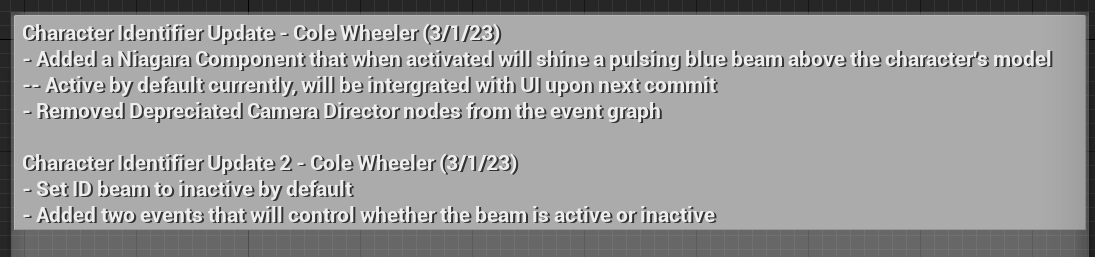 Character Identifier Update - Cole Wheeler (3/1/23)
- Added a Niagara Component that when activated will shine a pulsing blue beam above the character's model
-- Active by default currently, will be intergrated with UI upon next commit
- Removed Depreciated Camera Director nodes from the event graph

Character Identifier Update 2 - Cole Wheeler (3/1/23)
- Set ID beam to inactive by default
- Added two events that will control whether the beam is active or inactive